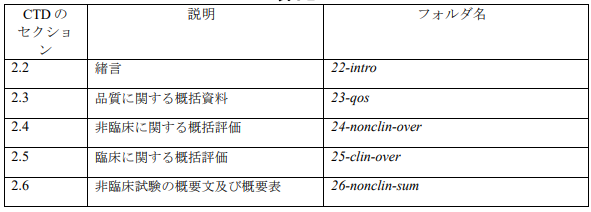 CTD の
セクショ
ン
説明
フォルダ名
2.2
緒言
22-intro
2.3
品質に関する概括資料
23-qos
2.4
非臨床に関する概括評価
24-nonclin-over
2.5
臨床に関する概括評価
25-clin-over
2.6
非臨床試験の概要文及び概要表
26-nonclin-sum